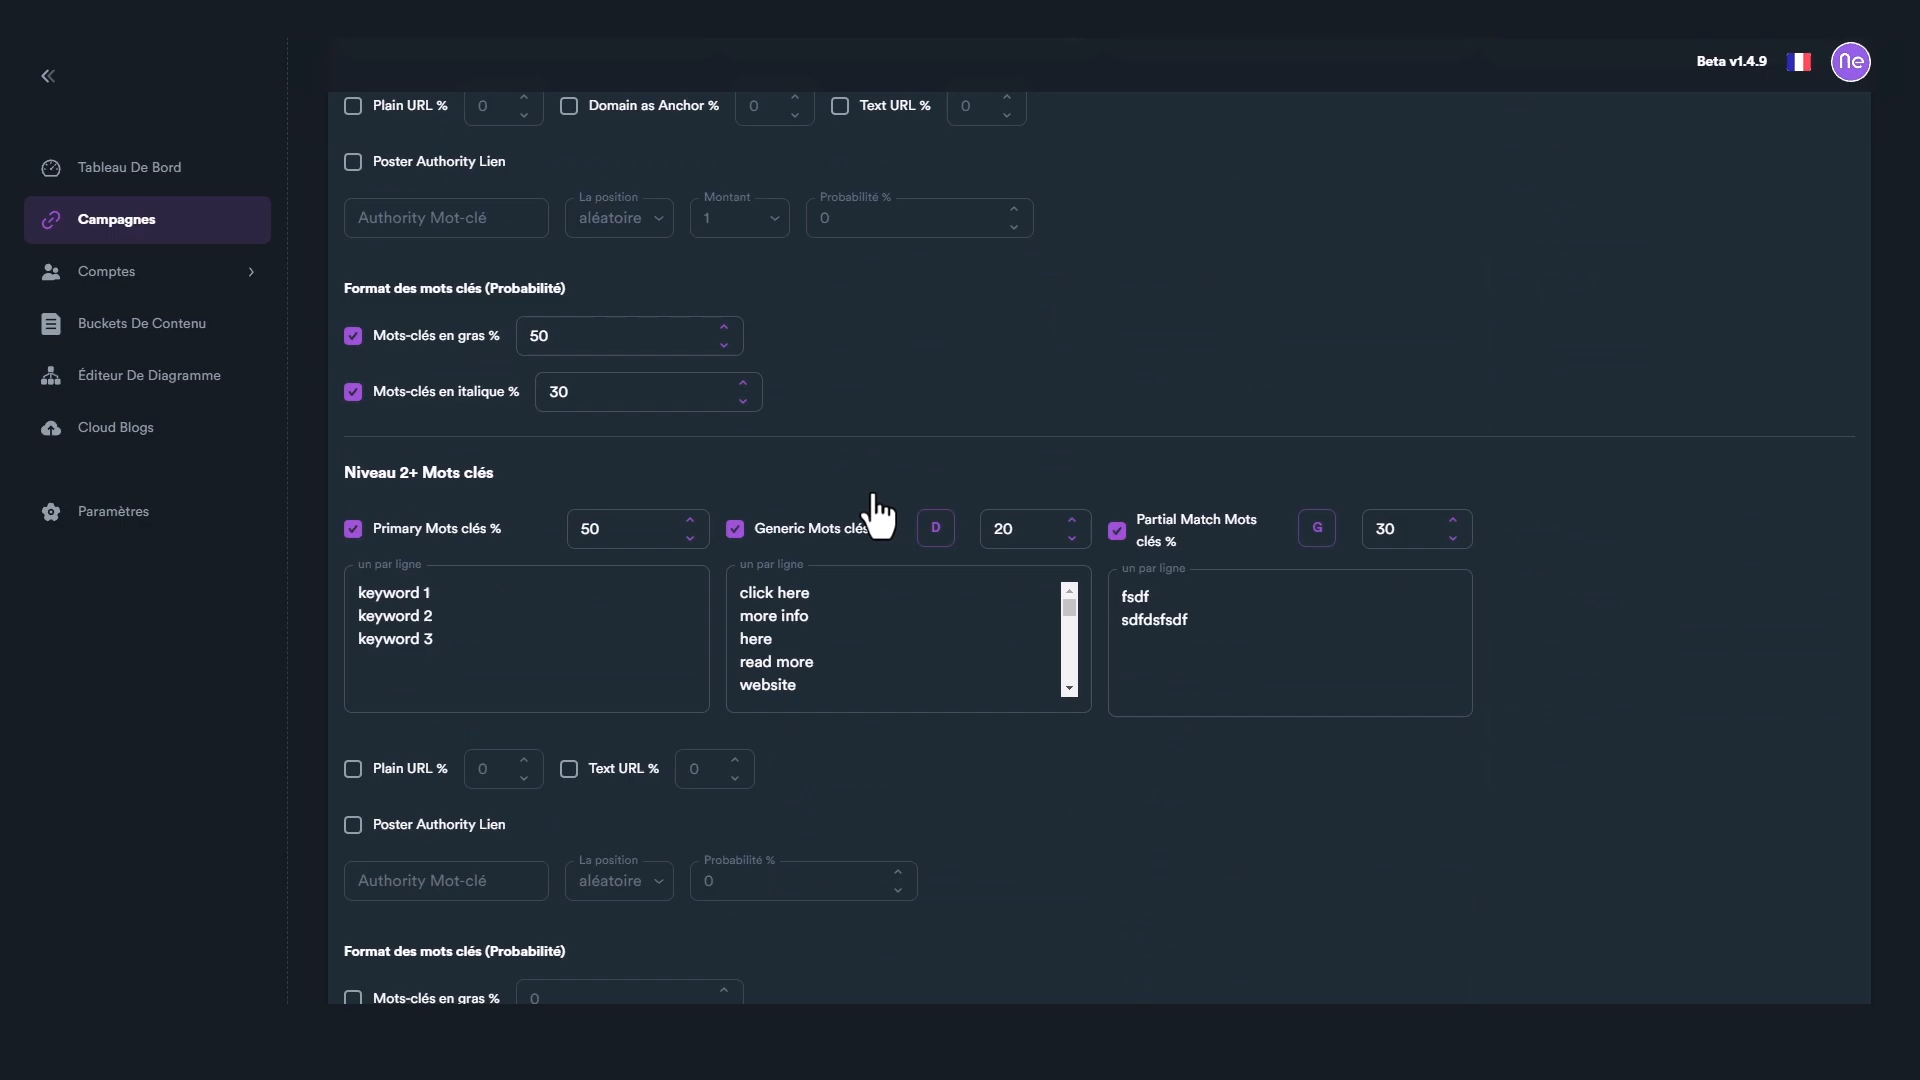 Beta v1.4.9
Ne
Tableau De Bord
Campagnes
Comptes
Buckets De Contenu
Éditeur De Diagramme
Cloud Blogs
Paramètres
Plain URL % 0 Domain as Anchor % 0 Text URL % 0
Poster Authority Lien
La position Montant Probabilité %
Authority Mot-clé aléatoire 1 0
Format des mots clés (Probabilité)
Mots-clés en gras % 50
Mots-clés en italique % 30
Niveau 2+ Mots clés
Primary Mots clés % 50 Generic Mots clés D 20 Partial Match Mots clés % G 30
un par ligne
keyword 1
keyword 2
keyword 3
un par ligne
click here
more info
here
read more
website
un par ligne
fsdf
sdfdsfsdf
Plain URL % 0 Text URL % 0
Poster Authority Lien
La position Probabilité %
Authority Mot-clé aléatoire 0
Format des mots clés (Probabilité)
Mots-clés en gras % 0